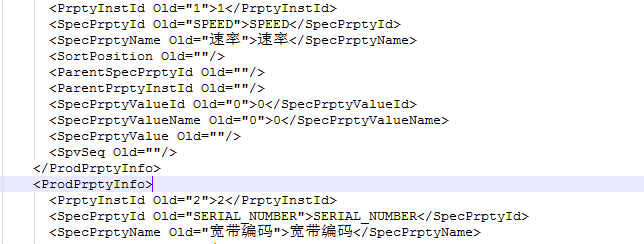 <PrptyInstId Old="1">1</PrptyInstId>
<SpecPrptyId Old="SPEED">SPEED</SpecPrptyId>
<SpecPrptyName Old="速率">速率</SpecPrptyName>
<SortPosition Old=""/>
<ParentSpecPrptyId Old=""/>
<ParentPrptyInstId Old=""/>
<SpecPrptyValueId Old="0">0</SpecPrptyValueId>
<SpecPrptyValueName Old="0">0</SpecPrptyValueName>
<SpecPrptyValue Old=""/>
<SpvSeq Old=""/>
</ProdPrptyInfo>
<ProdPrptyInfo>
<PrptyInstId Old="2">2</PrptyInstId>
<SpecPrptyId Old="SERIAL_NUMBER">SERIAL_NUMBER</SpecPrptyId>
<SpecPrptyName Old="宽带编码">宽带编码</SpecPrptyName>